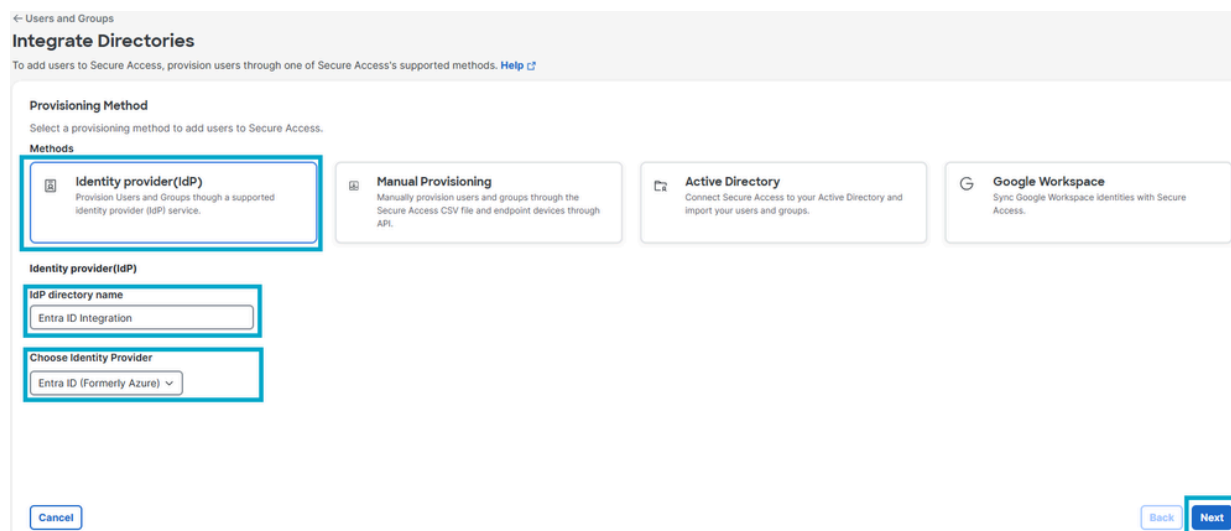 ← Users and Groups
Integrate Directories
To add users to Secure Access, provision users through one of Secure Access's supported methods. Help
Provisioning Method
Select a provisioning method to add users to Secure Access.
Methods
Identity provider(IdP)
Provision Users and Groups though a supported
identity provider (IdP) service.
Manual Provisioning
Manually provision users and groups through the
Secure Access CSV file and endpoint devices through
API.
Active Directory
Connect Secure Access to your Active Directory and
import your users and groups.
Google Workspace
Sync Google Workspace identities with Secure
Access.
Identity provider(IdP)
IdP directory name
Entra ID Integration
Choose Identity Provider
Entra ID (Formerly Azure)
Cancel
Back
Next